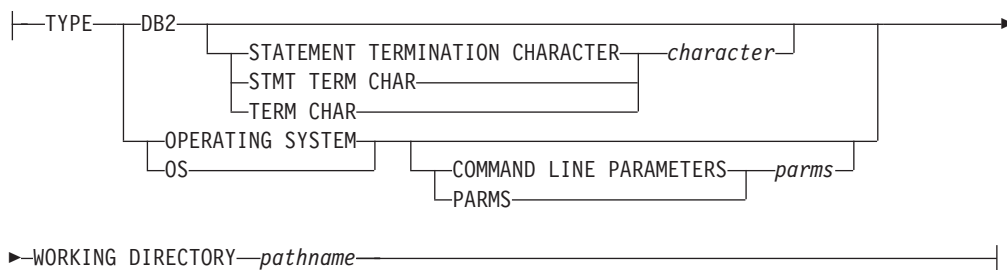 TYPE DB2
STATEMENT TERMINATION CHARACTER character
STMT TERM CHAR
TERM CHAR
OPERATING SYSTEM
OS
COMMAND LINE PARAMETERS parms
PARMS
WORKING DIRECTORY pathname